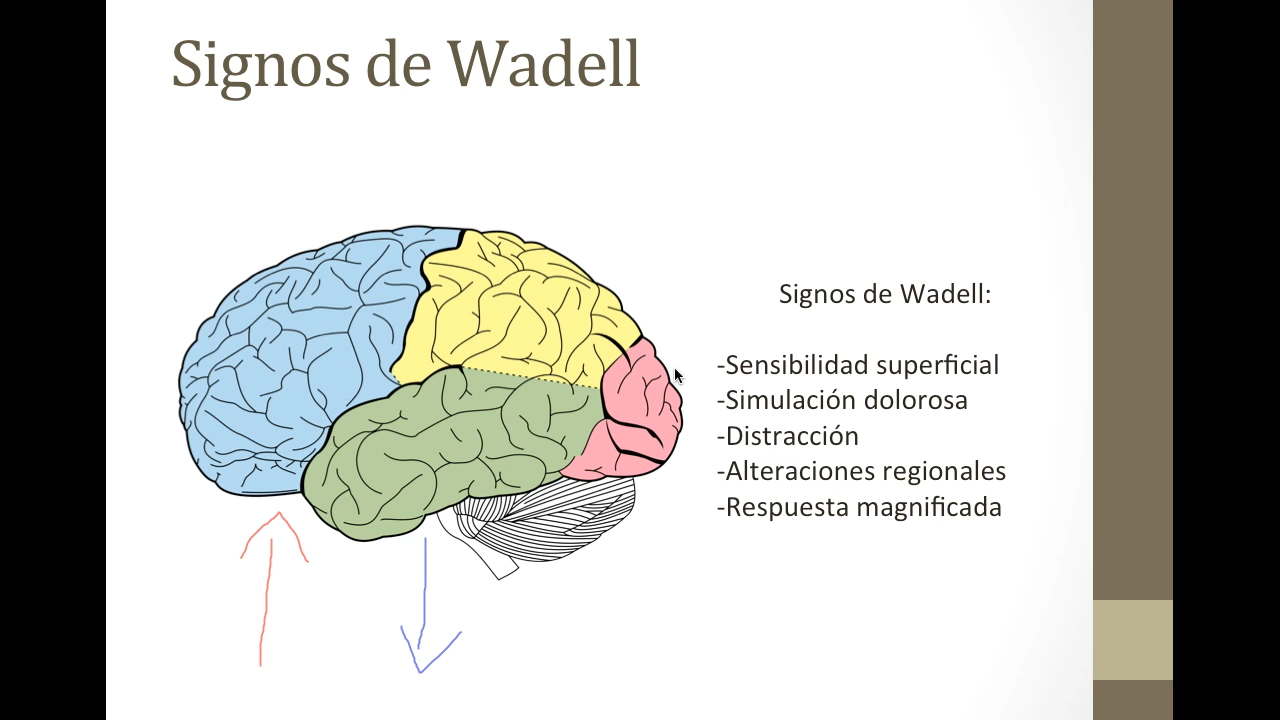 Signos de Wadell
Signos de Wadell:
-Sensibilidad superficial
-Simulación dolorosa
-Distracción
-Alteraciones regionales
-Respuesta magnificada